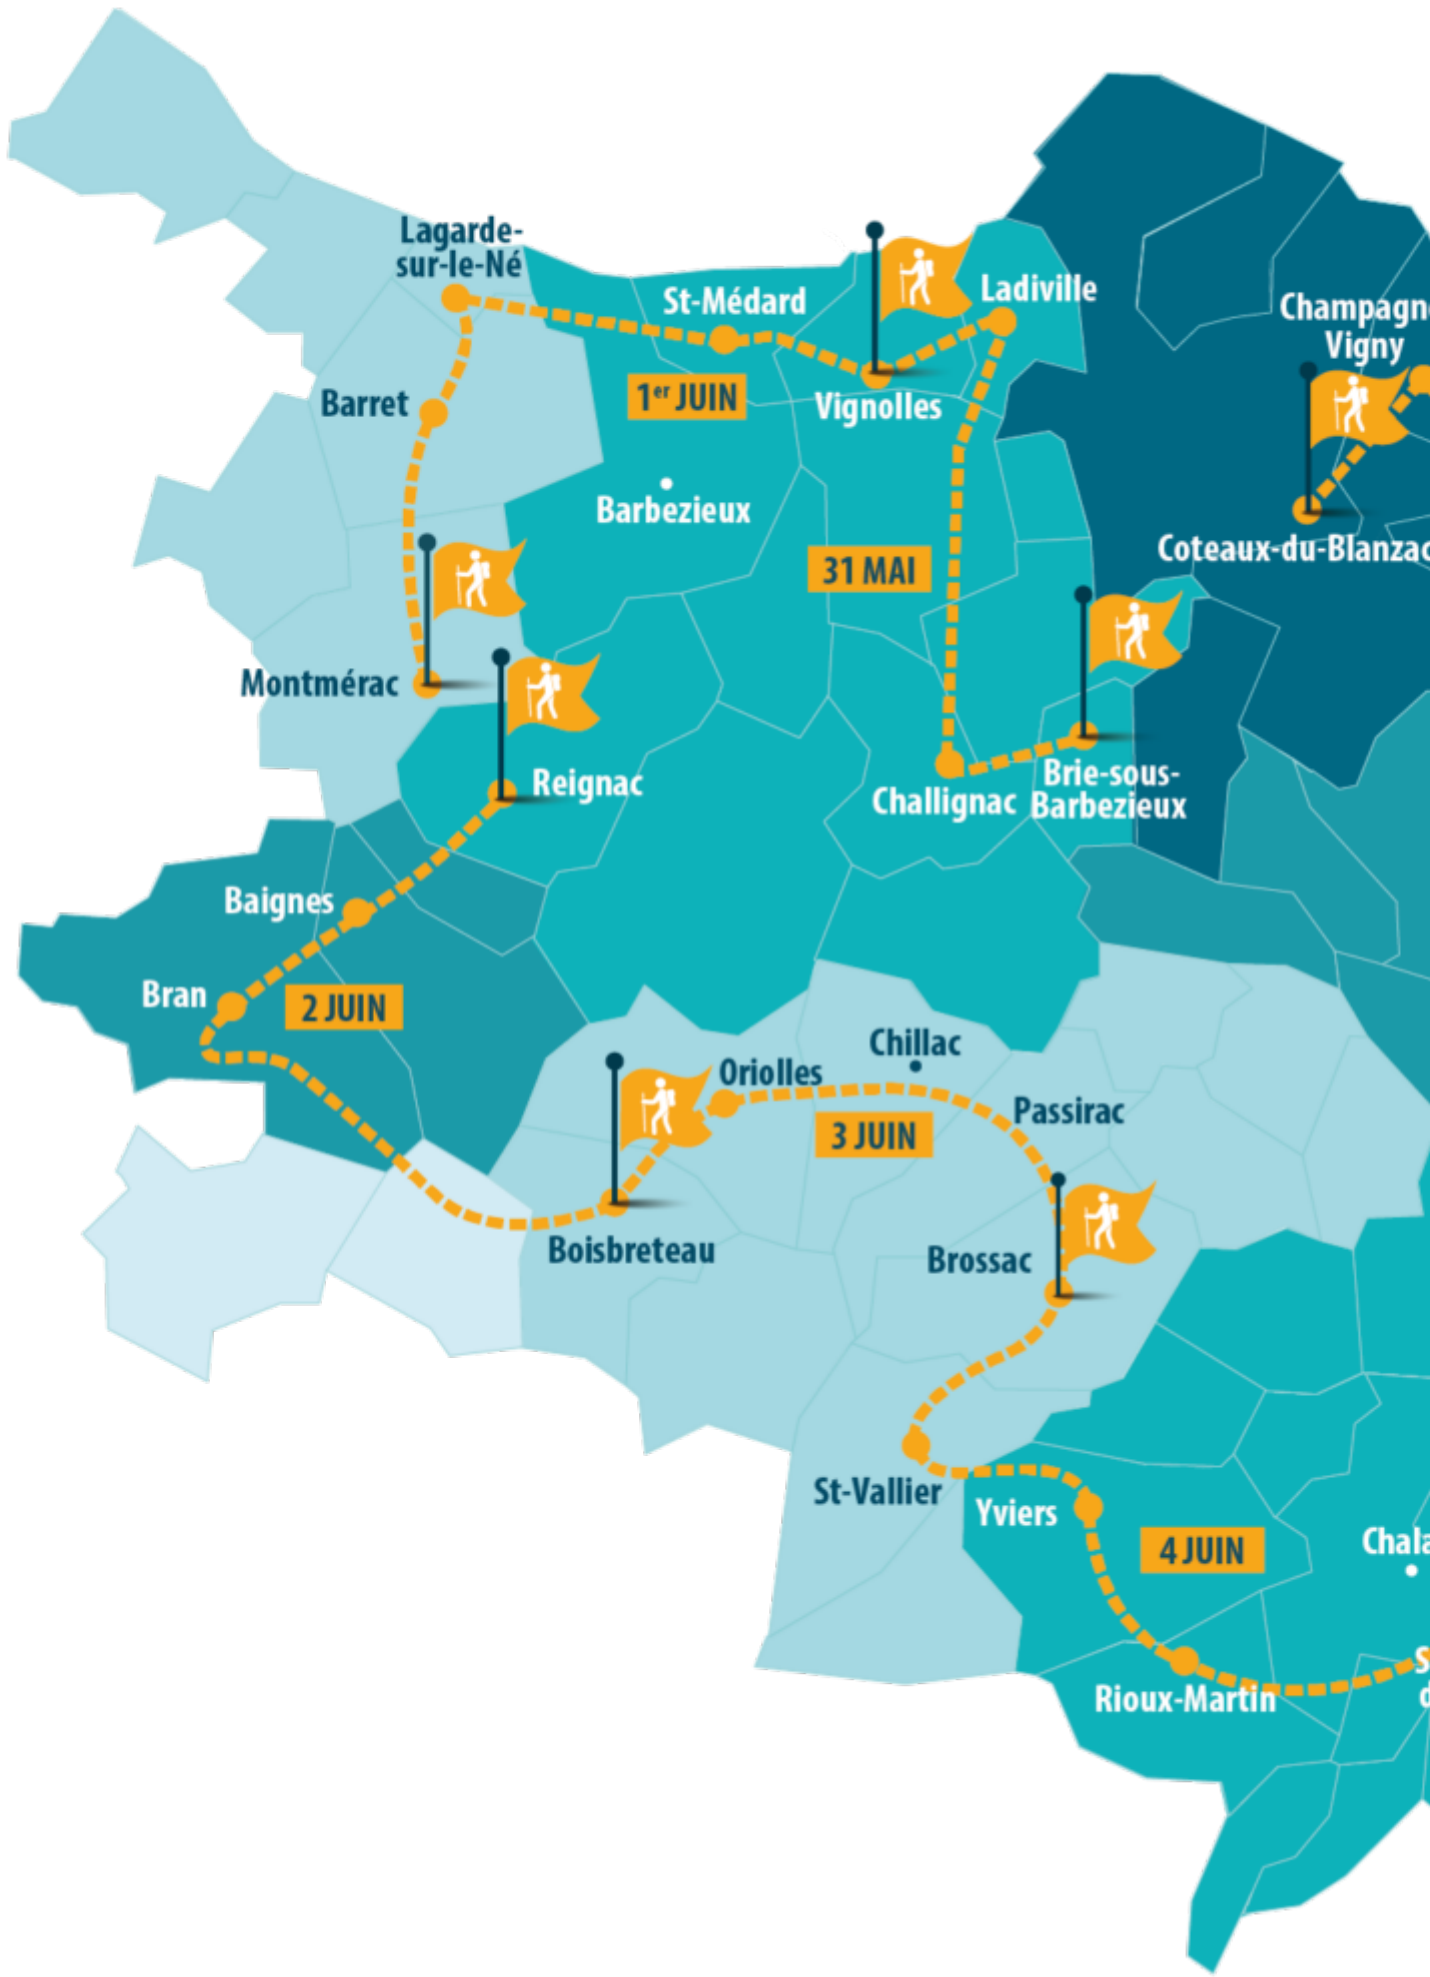 Lagarde-
sur-le-Né
St-Médard
Ladiville
Champagne
Vigny
Barret
1er JUIN
Vignolles
Barbezieux
31 MAI
Coteaux-du-Blanzac
Montmérac
Reignac
Challignac
Brie-sous-
Barbezieux
Baignes
Bran
2 JUIN
Chillac
Oriolles
Passirac
3 JUIN
Boisbreteau
Brossac
St-Vallier
Yviers
4 JUIN
Chala
Rioux-Martin